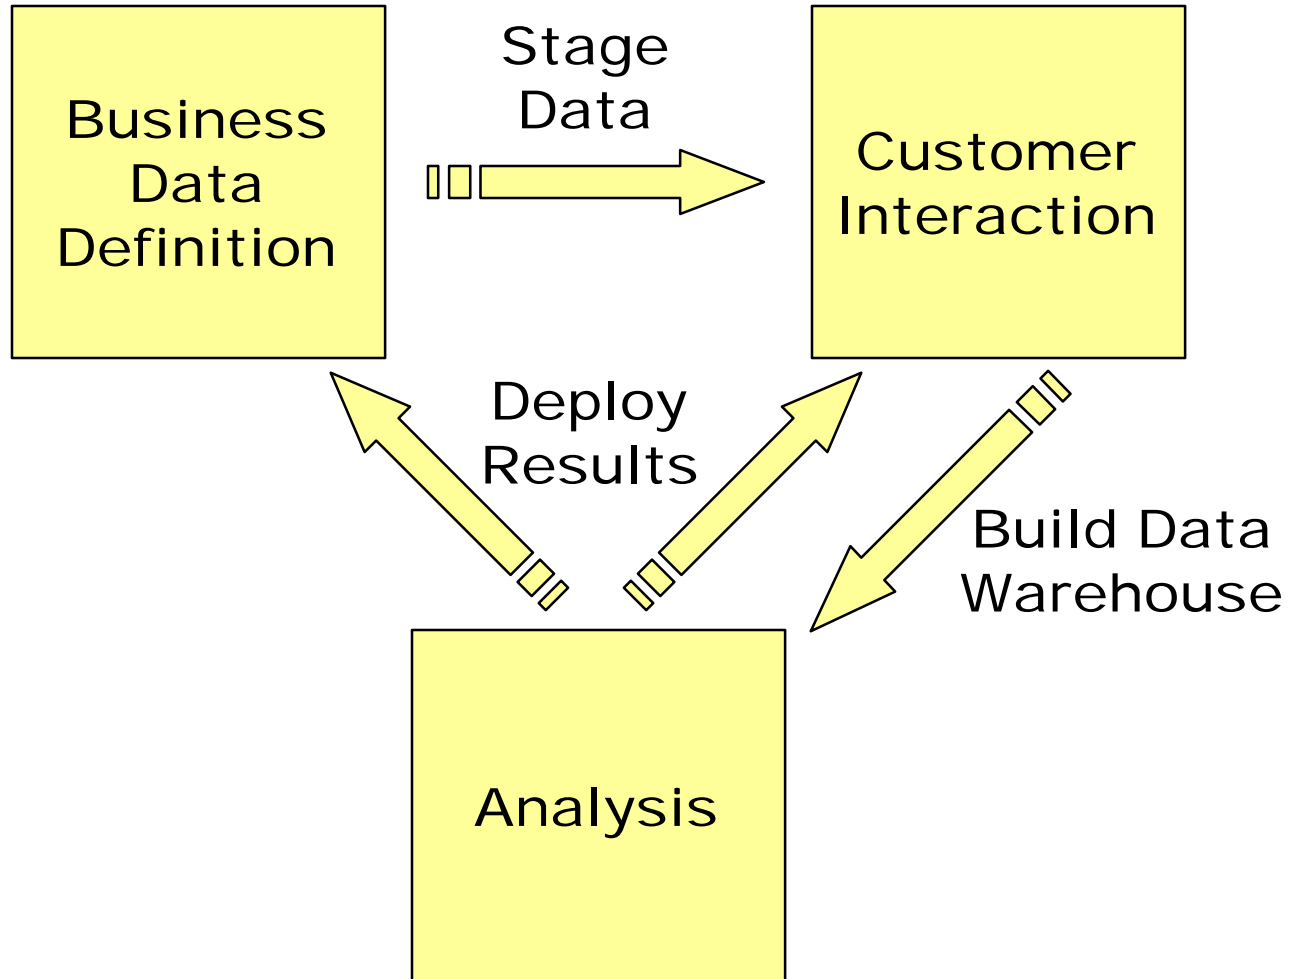 Business
Data
Definition
Stage
Data
Customer
Interaction
Deploy
Results
Build Data
Warehouse
Analysis